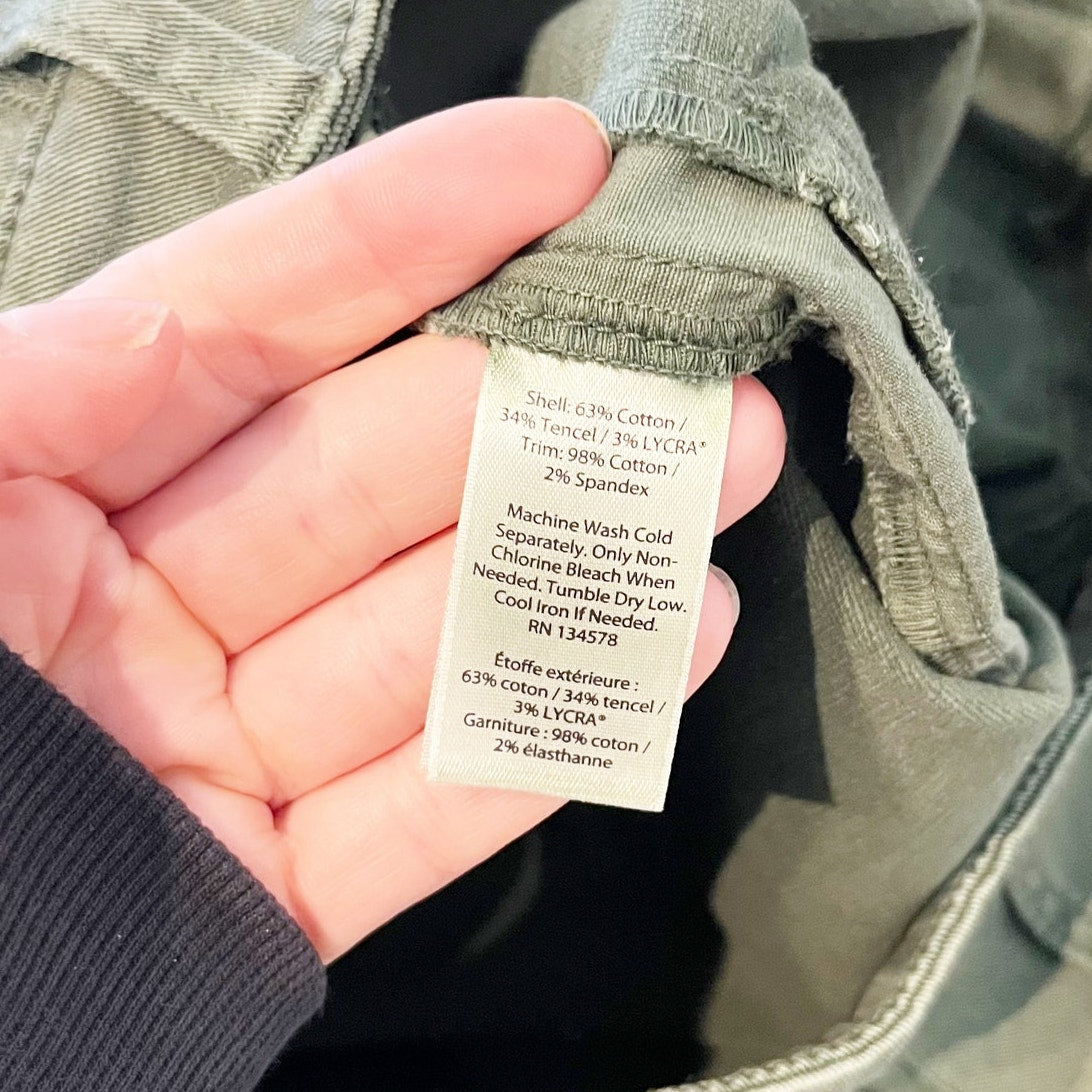 Shell: 63% Cotton /
34% Tencel / 3% LYCRA®
Trim: 98% Cotton /
2% Spandex
Machine Wash Cold
Separately. Only Non-
Chlorine Bleach When
Needed. Tumble Dry Low.
Cool Iron If Needed.
RN 134578
Étoffe extérieure :
63% coton / 34% tencel /
3% LYCRA®
Garniture : 98% coton /
2% élasthanne